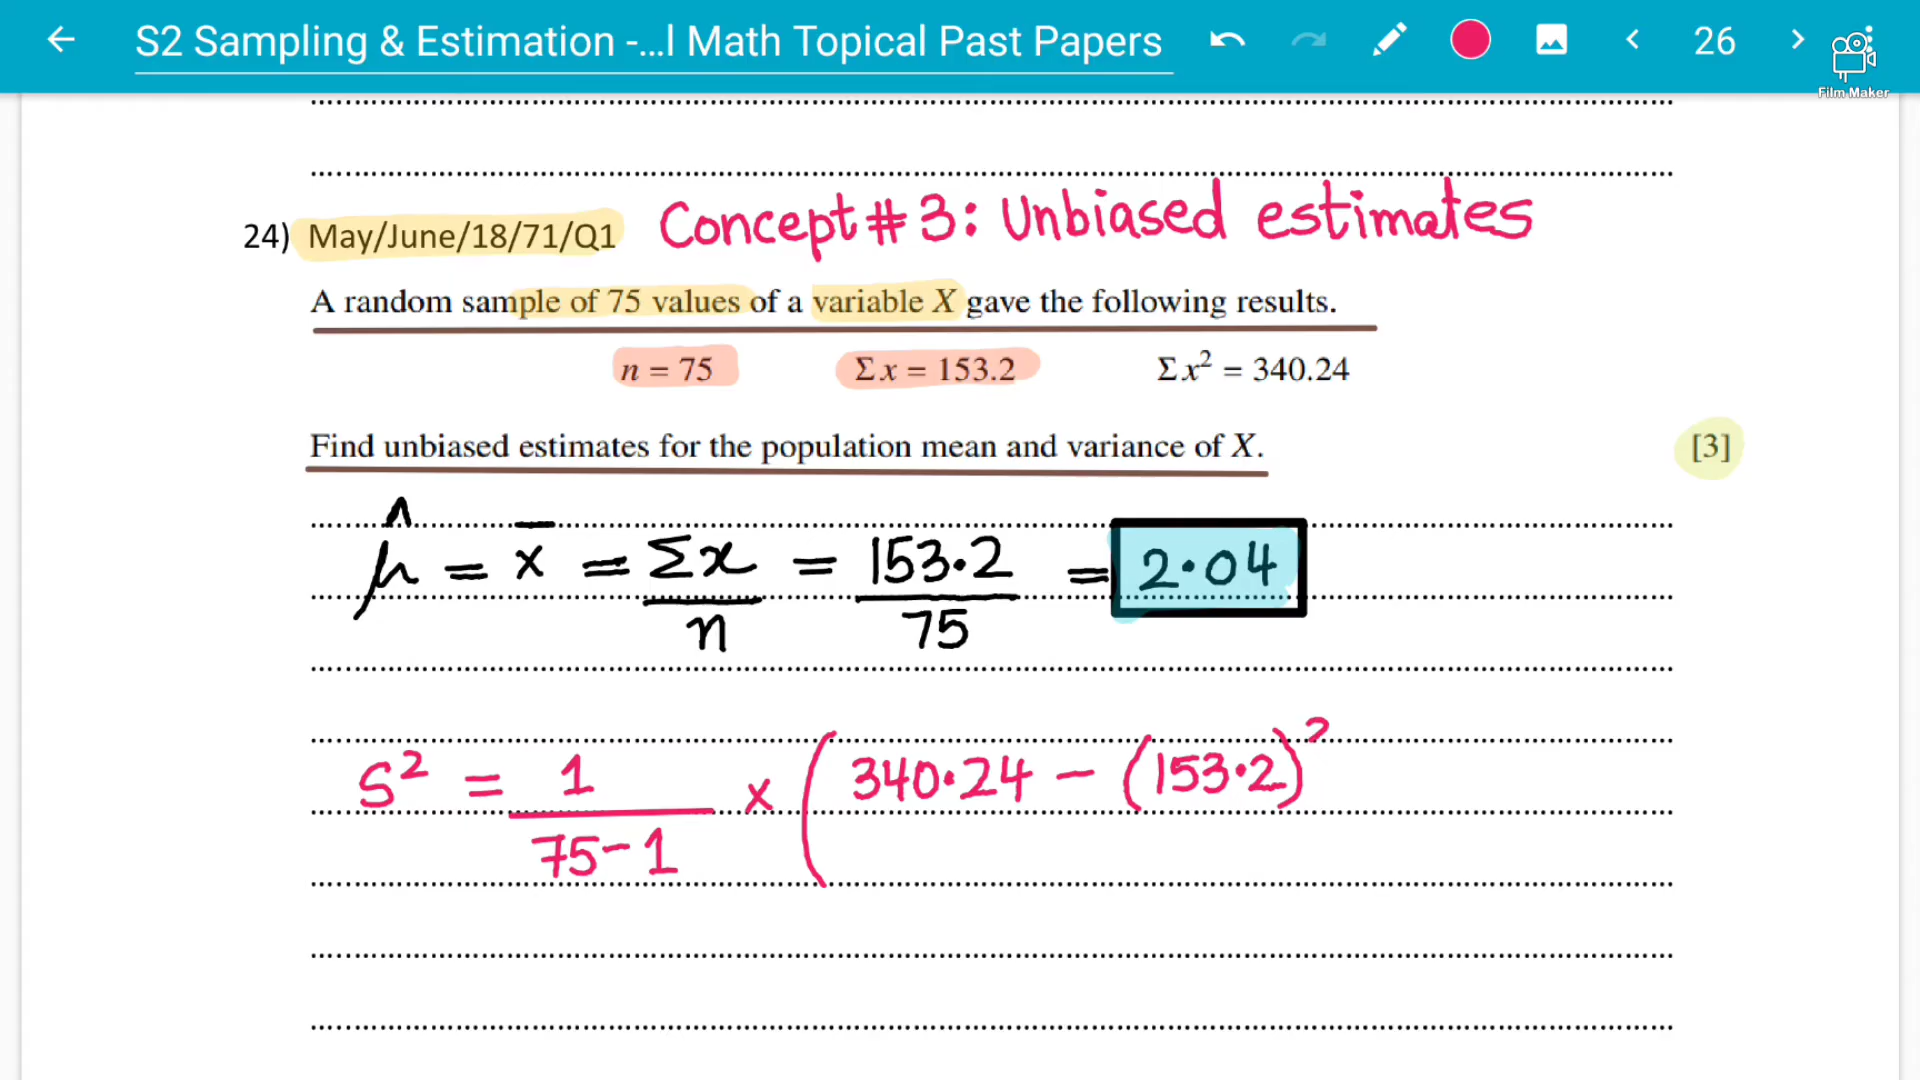 S2 Sampling & Estimation -...l Math Topical Past Papers 26
Film Maker
24) May/June/18/71/Q1 Concept # 3: Unbiased estimates
A random sample of 75 values of a variable X gave the following results.
n = 75 Σx = 153.2 Σx² = 340.24
Find unbiased estimates for the population mean and variance of X. [3]
μ̂ = x̄ = Σx/n = 153.2/75 = 2.04
S² = 1/(75-1) × (340.24 - (153.2)²